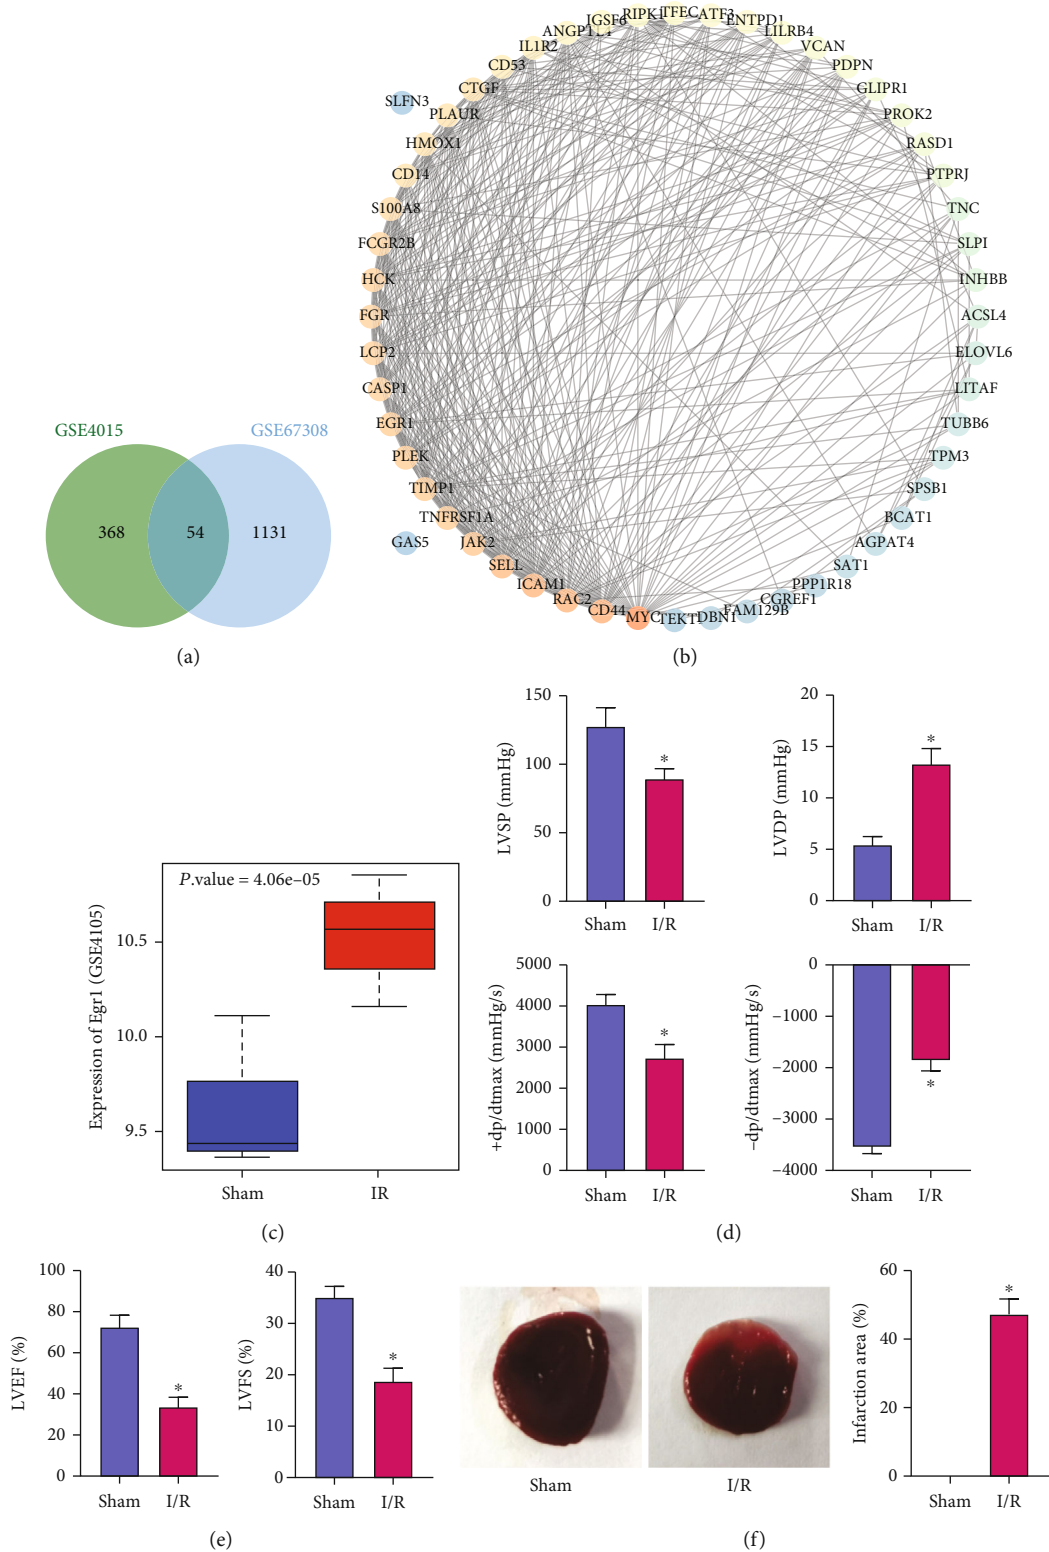 GSE4015
GSE67308
368
54
1131
(a)
RIPK1
TFEC
ATF3
ENTPD1
LILRB4
VCAN
PDPN
GLIPR1
PROK2
RASD1
PTPRJ
TNC
SLPI
INHBB
ACSL4
ELOVL6
LITAF
TUBB6
TPM3
SPSB1
BCAT1
AGPAT4
SAT1
PPP1R18
CGREF1
FAM129B
DBN1
MYC
CD44
RAC2
ICAM1
SELL
JAK2
GAS5
TNFRSF1A
TIMP1
PLEK
EGR1
CASP1
LCP2
FGR
HCK
FCGR2B
S100A8
CD14
HMOX1
PLAUR
SLFN3
CTGF
CD53
IL1R2
IGSF6
(b)
P.value = 4.06e–05
Expression of Egr1 (GSE4105)
10.5
10.0
9.5
Sham
IR
(c)
LVSP (mmHg)
150
100
50
0
*
Sham
I/R
LVDP (mmHg)
20
15
10
5
0
*
Sham
I/R
+dp/dtmax (mmHg/s)
5000
4000
3000
2000
1000
0
*
Sham
I/R
–dp/dtmax (mmHg/s)
0
–1000
–2000
–3000
–4000
*
Sham
I/R
(d)
LVEF (%)
100
80
60
40
20
0
*
Sham
I/R
LVFS (%)
40
30
20
10
0
*
Sham
I/R
(e)
Sham
I/R
Infarction area (%)
60
40
20
0
*
Sham
I/R
(f)